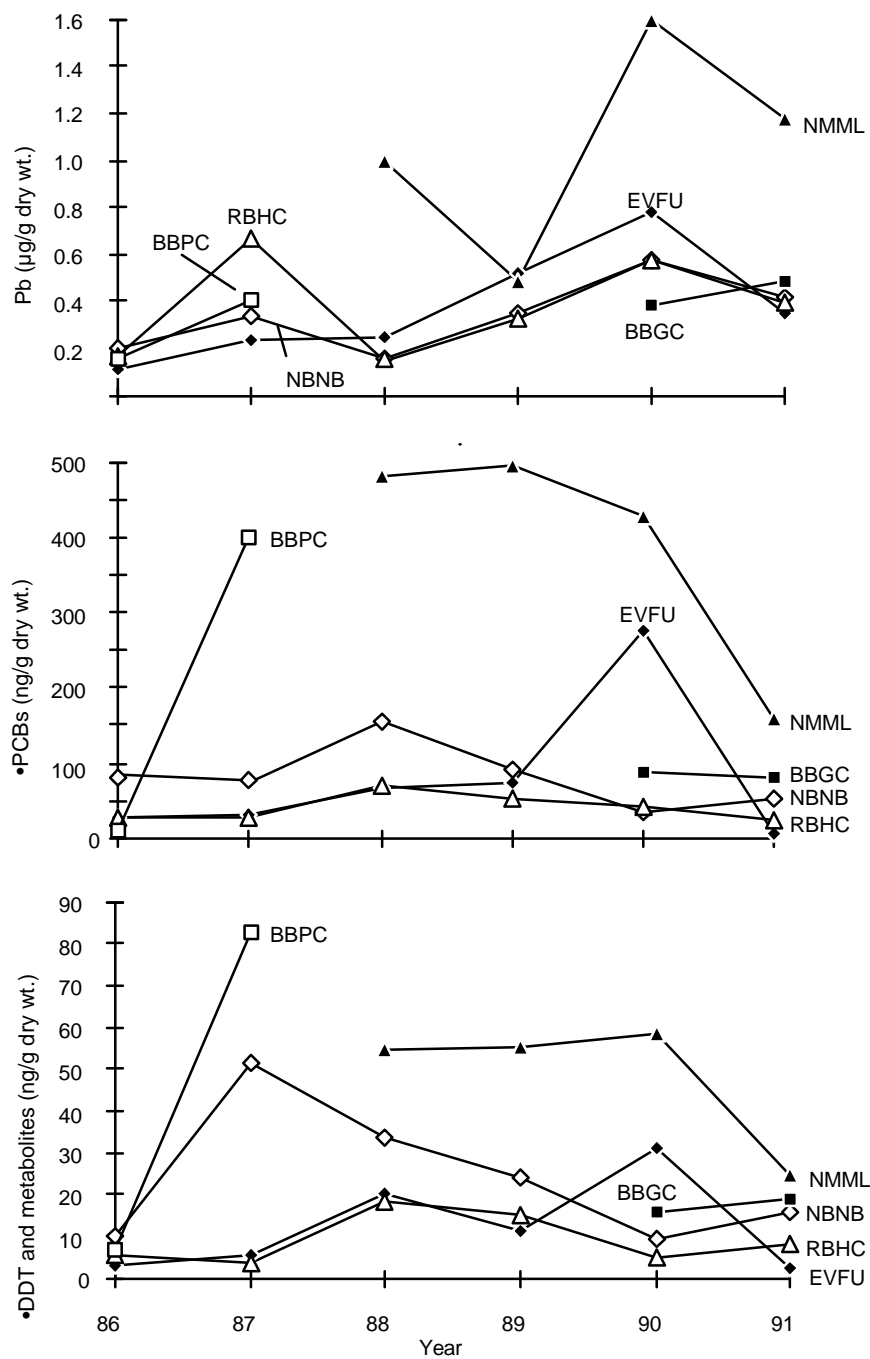 1.6
1.4
1.2
1.0
0.8
0.6
0.4
0.2
Pb (µg/g dry wt.)
NMML
EVFU
RBHC
BBPC
BBGC
NBNB
500
400
300
200
100
0
•PCBs (ng/g dry wt.)
BBPC
EVFU
NMML
BBGC
NBNB
RBHC
90
80
70
60
50
40
30
20
10
0
•DDT and metabolites (ng/g dry wt.)
BBPC
NMML
BBGC
NBNB
RBHC
EVFU
86 87 88 89 90 91
Year